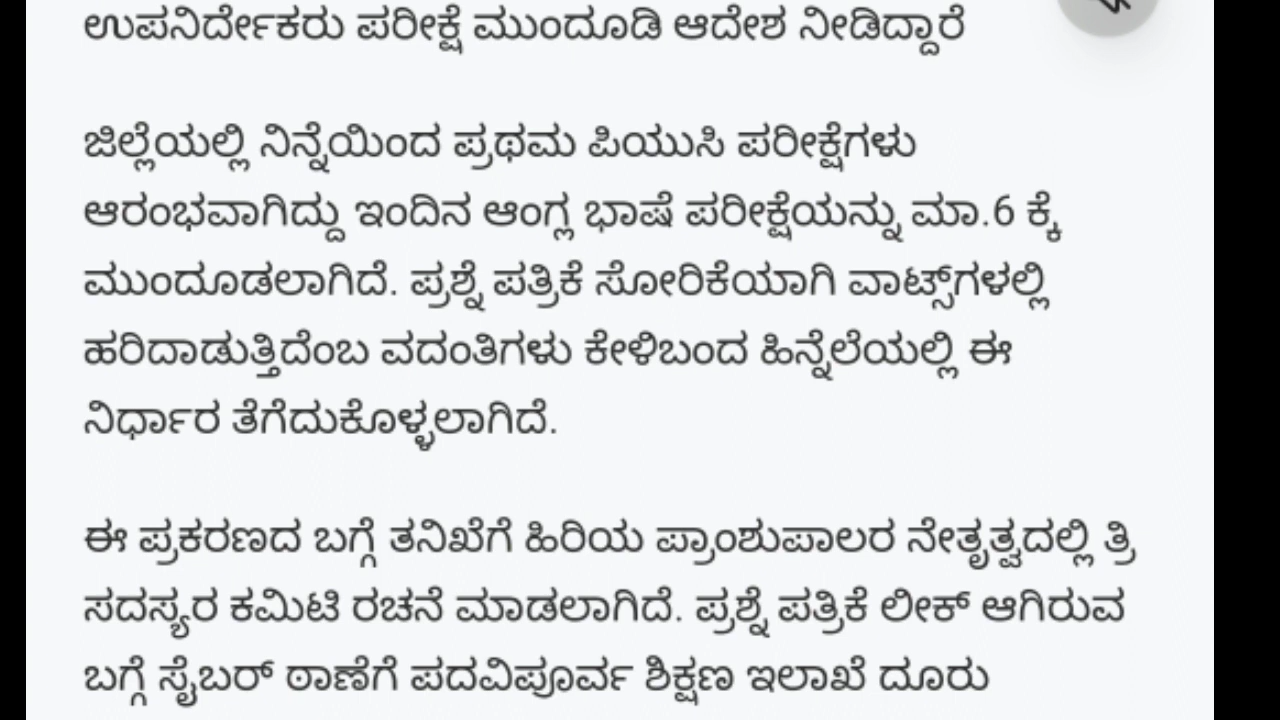 ಉಪನಿರ್ದೇಕರು ಪರೀಕ್ಷೆ ಮುಂದೂಡಿ ಆದೇಶ ನೀಡಿದ್ದಾರೆ
ಜಿಲ್ಲೆಯಲ್ಲಿ ನಿನ್ನೆಯಿಂದ ಪ್ರಥಮ ಪಿಯುಸಿ ಪರೀಕ್ಷೆಗಳು
ಆರಂಭವಾಗಿದ್ದು ಇಂದಿನ ಆಂಗ್ಲ ಭಾಷೆ ಪರೀಕ್ಷೆಯನ್ನು ಮಾ.6 ಕ್ಕೆ
ಮುಂದೂಡಲಾಗಿದೆ. ಪ್ರಶ್ನೆ ಪತ್ರಿಕೆ ಸೋರಿಕೆಯಾಗಿ ವಾಟ್ಸ್‌ಗಳಲ್ಲಿ
ಹರಿದಾಡುತ್ತಿದೆಂಬ ವದಂತಿಗಳು ಕೇಳಿಬಂದ ಹಿನ್ನೆಲೆಯಲ್ಲಿ ಈ
ನಿರ್ಧಾರ ತೆಗೆದುಕೊಳ್ಳಲಾಗಿದೆ.
ಈ ಪ್ರಕರಣದ ಬಗ್ಗೆ ತನಿಖೆಗೆ ಹಿರಿಯ ಪ್ರಾಂಶುಪಾಲರ ನೇತೃತ್ವದಲ್ಲಿ ತ್ರಿ
ಸದಸ್ಯರ ಕಮಿಟಿ ರಚನೆ ಮಾಡಲಾಗಿದೆ. ಪ್ರಶ್ನೆ ಪತ್ರಿಕೆ ಲೀಕ್ ಆಗಿರುವ
ಬಗ್ಗೆ ಸೈಬರ್ ಠಾಣೆಗೆ ಪದವಿಪೂರ್ವ ಶಿಕ್ಷಣ ಇಲಾಖೆ ದೂರು